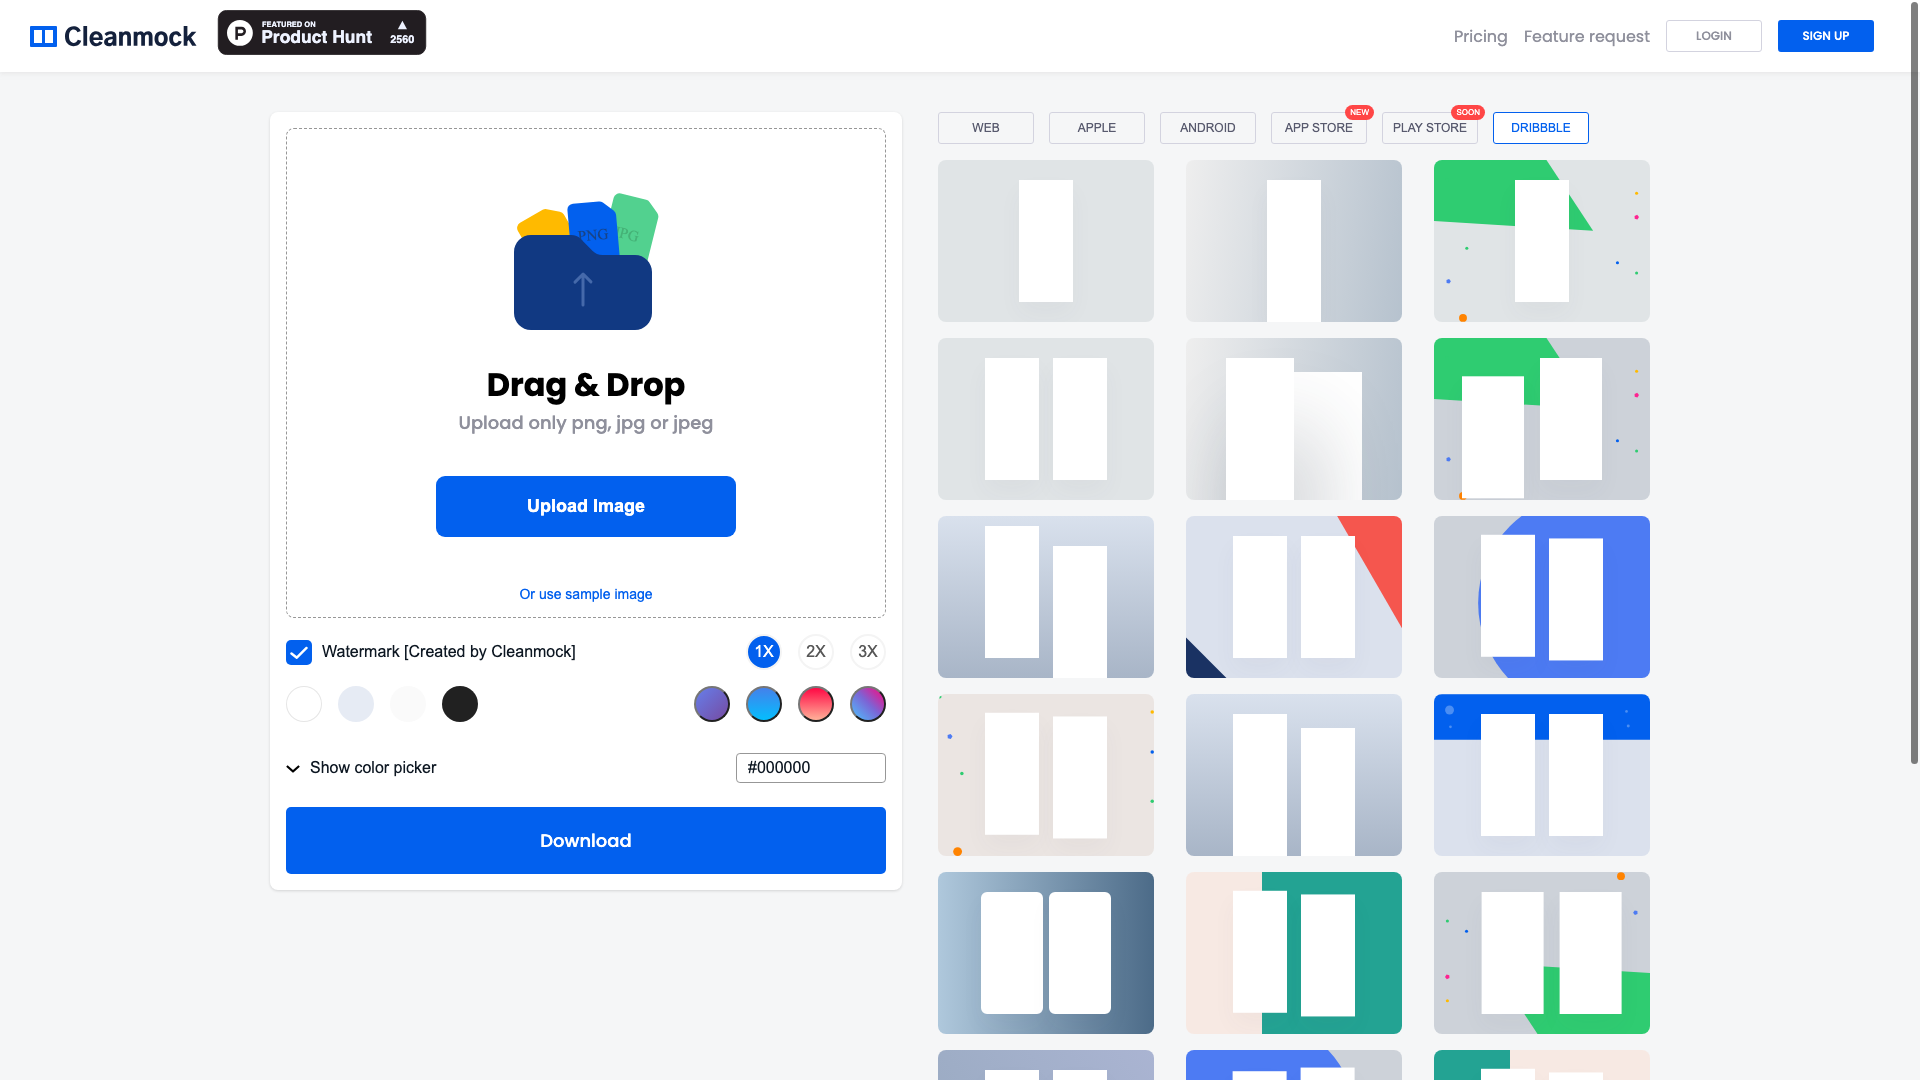 Cleanmock
P
FEATURED ON
Product Hunt
2560
Pricing
Feature request
LOGIN
SIGN UP
PNG
JPG
Drag & Drop
Upload only png, jpg or jpeg
Upload Image
Or use sample image
Watermark [Created by Cleanmock]
1X
2X
3X
Show color picker
#000000
Download
WEB
APPLE
ANDROID
APP STORE
NEW
PLAY STORE
SOON
DRIBBBLE